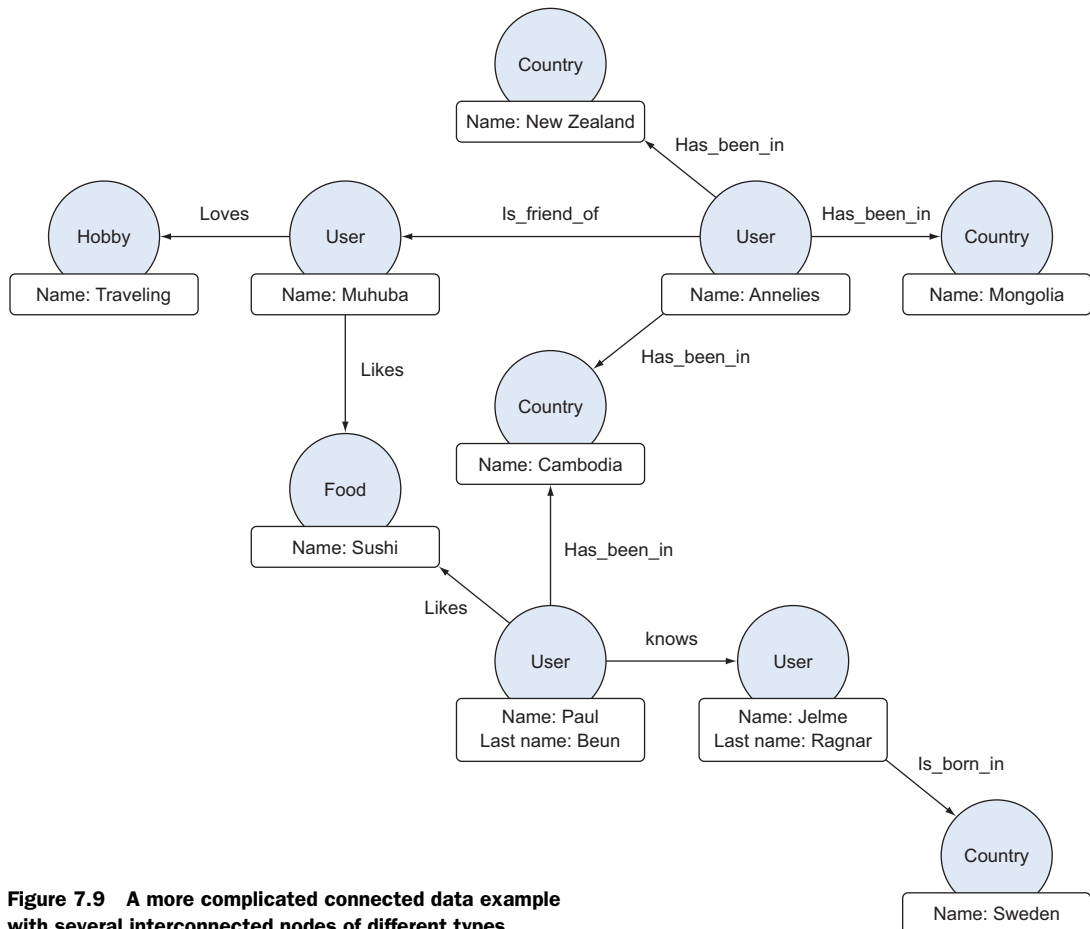 Country
Name: New Zealand
Has_been_in
Loves
Is_friend_of
Has_been_in
Hobby
User
User
Country
Name: Traveling
Name: Muhuba
Name: Annelies
Name: Mongolia
Likes
Has_been_in
Country
Name: Cambodia
Food
Name: Sushi
Has_been_in
Likes
knows
User
User
Name: Paul
Last name: Beun
Name: Jelme
Last name: Ragnar
Is_born_in
Country
Name: Sweden
Figure 7.9 A more complicated connected data example
with several interconnected nodes of different types